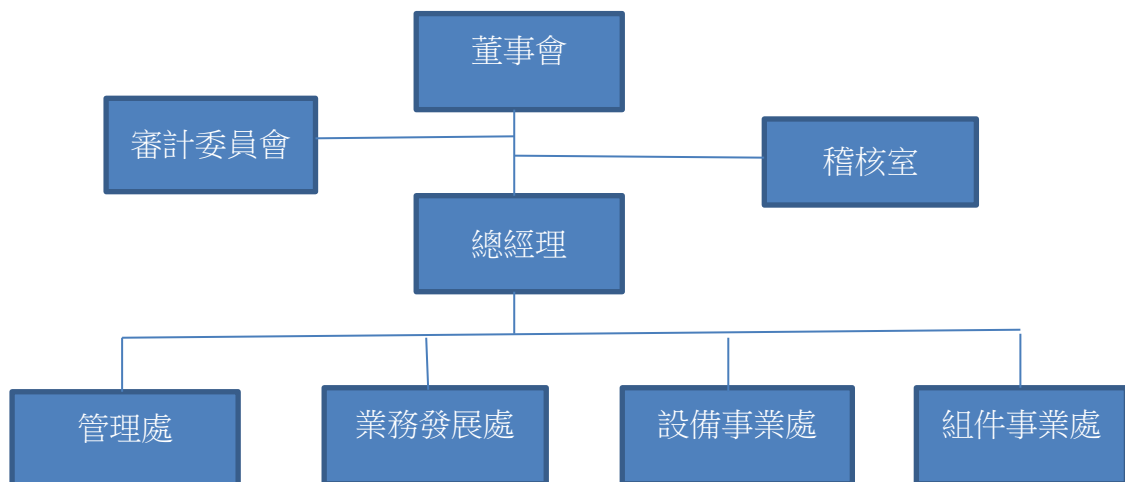 董事會
審計委員會
稽核室
總經理
管理處
業務發展處
設備事業處
組件事業處